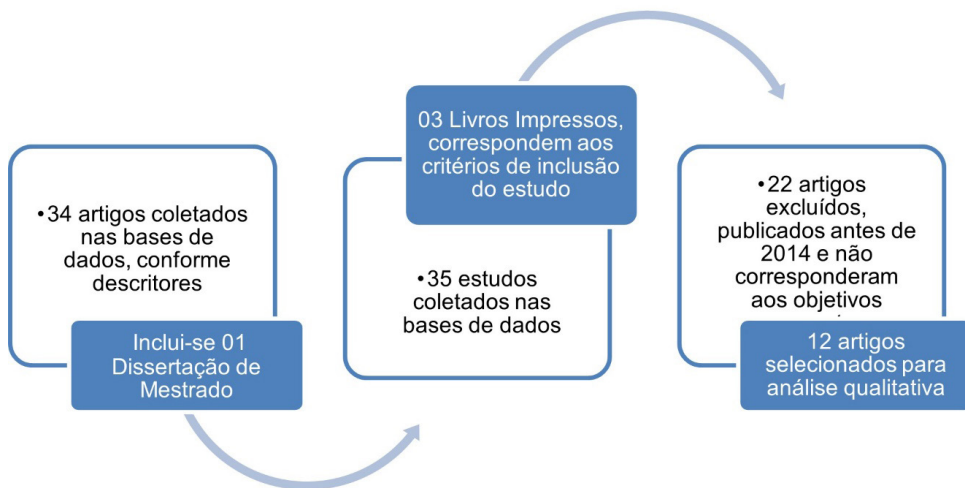 •34 artigos coletados
nas bases de
dados, conforme
descritores
Inclui-se 01
Dissertação de
Mestrado
03 Livros Impressos,
correspondem aos
critérios de inclusão
do estudo
•35 estudos
coletados nas
bases de dados
•22 artigos
excluídos,
publicados antes de
2014 e não
corresponderam
aos objetivos
12 artigos
selecionados para
análise qualitativa